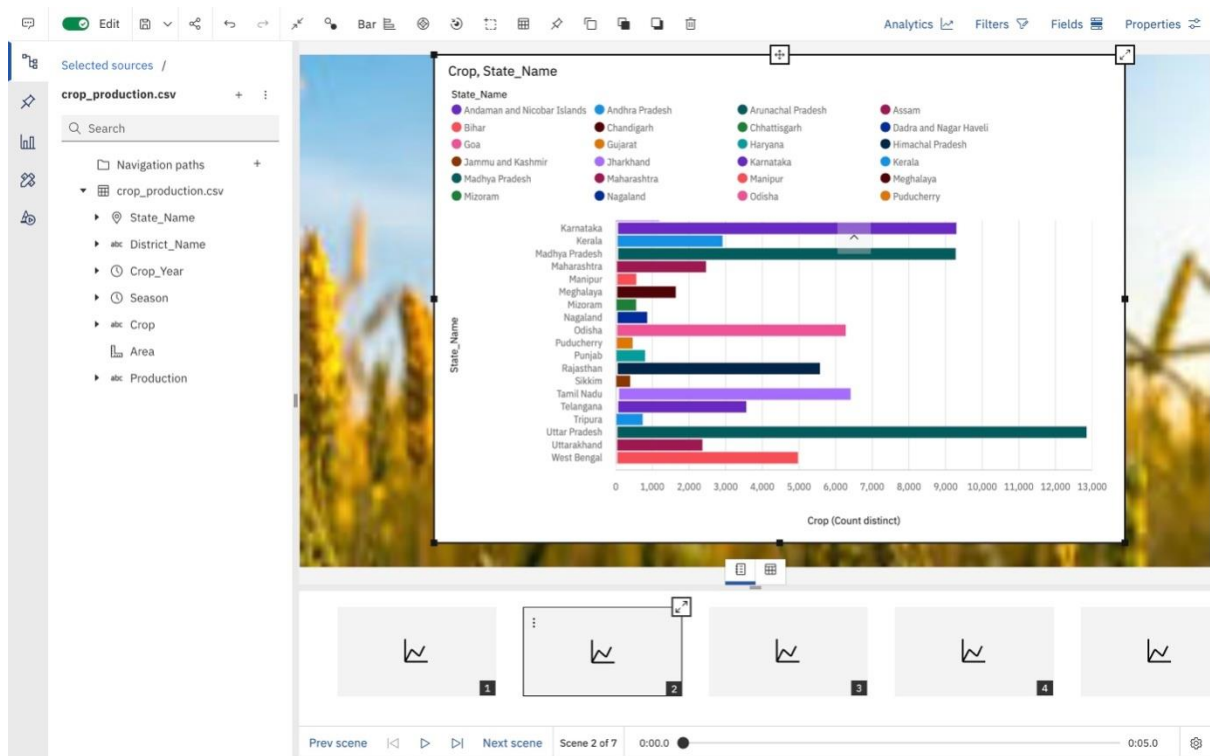 Edit
Bar
Analytics
Filters
Fields
Properties
Selected sources /
crop_production.csv
Search
Navigation paths
crop_production.csv
State_Name
abc District_Name
Crop_Year
Season
abc Crop
Area
abc Production
Crop, State_Name
State_Name
Andaman and Nicobar Islands Andhra Pradesh Arunachal Pradesh Assam
Bihar Chandigarh Chhattisgarh Dadra and Nagar Haveli
Goa Gujarat Haryana Himachal Pradesh
Jammu and Kashmir Jharkhand Karnataka Kerala
Madhya Pradesh Maharashtra Manipur Meghalaya
Mizoram Nagaland Odisha Puducherry
State_Name
Karnataka
Kerala
Madhya Pradesh
Maharashtra
Manipur
Meghalaya
Mizoram
Nagaland
Odisha
Puducherry
Punjab
Rajasthan
Sikkim
Tamil Nadu
Telangana
Tripura
Uttar Pradesh
Uttarakhand
West Bengal
0 1,000 2,000 3,000 4,000 5,000 6,000 7,000 8,000 9,000 10,000 11,000 12,000 13,000
Crop (Count distinct)
1
2
3
4
Prev scene
Next scene
Scene 2 of 7
0:00.0
0:05.0